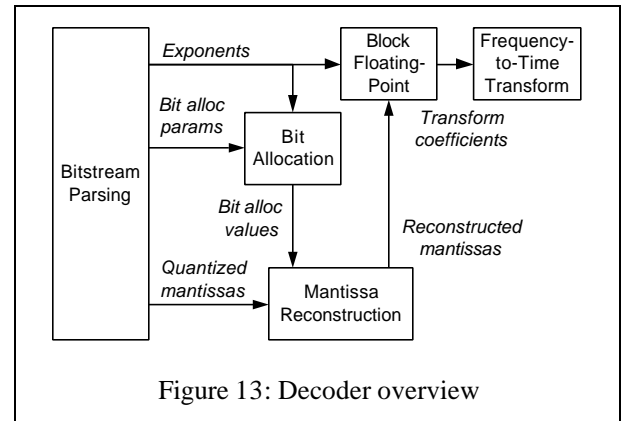 Exponents
Block
Floating-
Point
Frequency-
to-Time
Transform
Bit alloc
params
Transform
coefficients
Bit
Allocation
Bitstream
Parsing
Bit alloc
values
Reconstructed
mantissas
Quantized
mantissas
Mantissa
Reconstruction
Figure 13: Decoder overview